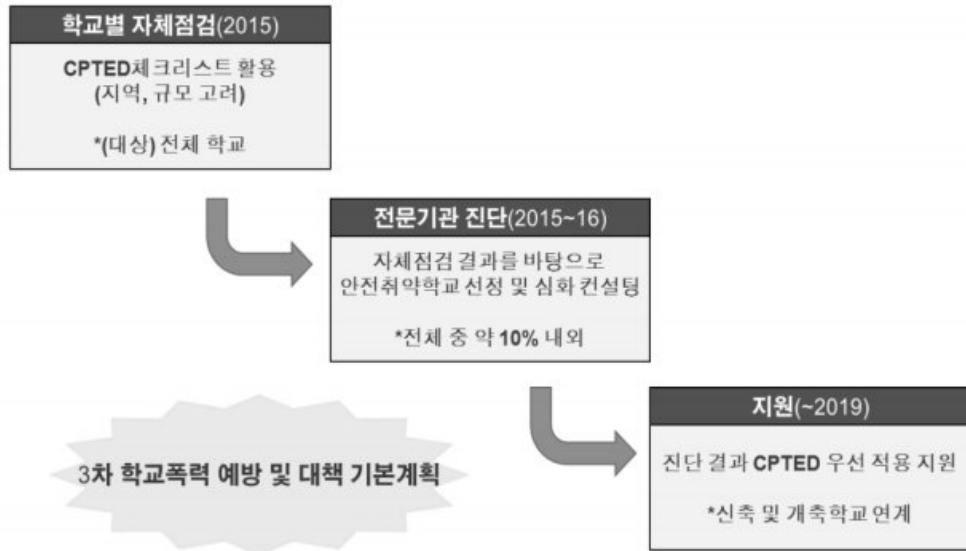 학교별 자체점검(2015)
CPTED체크리스트 활용
(지역, 규모 고려)
*(대상) 전체 학교
전문기관 진단(2015~16)
자체점검 결과를 바탕으로
안전취약학교 선정 및 심화 컨설팅
*전체 중 약 10% 내외
지원(~2019)
진단 결과 CPTED 우선 적용 지원
*신축 및 개축학교 연계
3차 학교폭력 예방 및 대책 기본계획